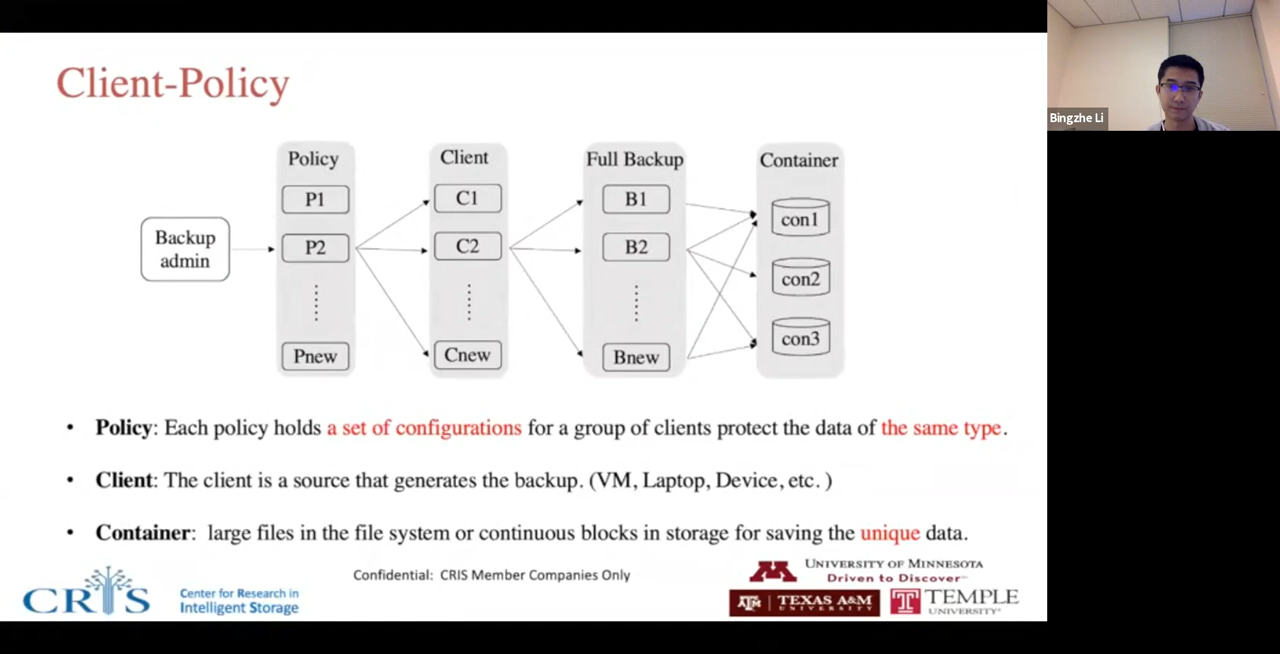 Client-Policy
Policy
Client
Full Backup
Container
Backup
admin
P1
P2
Pnew
C1
C2
Cnew
B1
B2
Bnew
con1
con2
con3
• Policy: Each policy holds a set of configurations for a group of clients protect the data of the same type.
• Client: The client is a source that generates the backup. (VM, Laptop, Device, etc. )
• Container: large files in the file system or continuous blocks in storage for saving the unique data.
Confidential: CRIS Member Companies Only
CRIS
Center for Research in
Intelligent Storage
M
UNIVERSITY OF MINNESOTA
Driven to Discover
ATM
TEXAS A&M
UNIVERSITY
T
TEMPLE
UNIVERSITY
Bingzhe Li